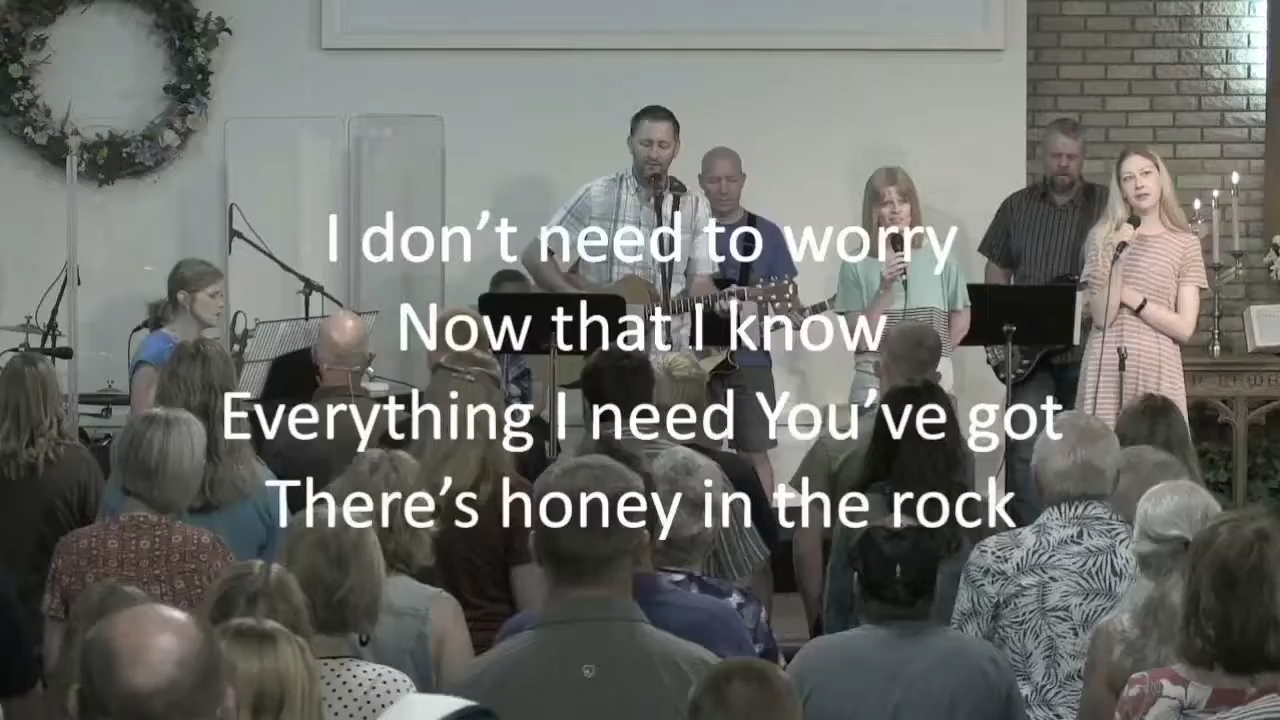 I don’t need to worry
Now that I know
Everything I need You’ve got
There’s honey in the rock